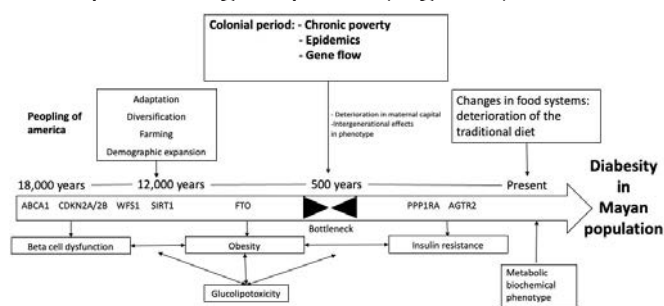 Colonial period: - Chronic poverty
- Epidemics
- Gene flow
Peopling of
america
Adaptation
Diversification
Farming
Demographic expansion
- Deterioration in maternal capital
-Intergenerational effects
in phenotype
Changes in food systems:
deterioration of the
traditional diet
18,000 years
12,000 years
500 years
Present
Diabesity
in
Mayan
population
ABCA1
CDKN2A/2B
WFS1
SIRT1
FTO
PPP1RA
AGTR2
Bottleneck
Beta cell dysfunction
Obesity
Insulin resistance
Glucolipotoxicity
Metabolic
biochemical
phenotype